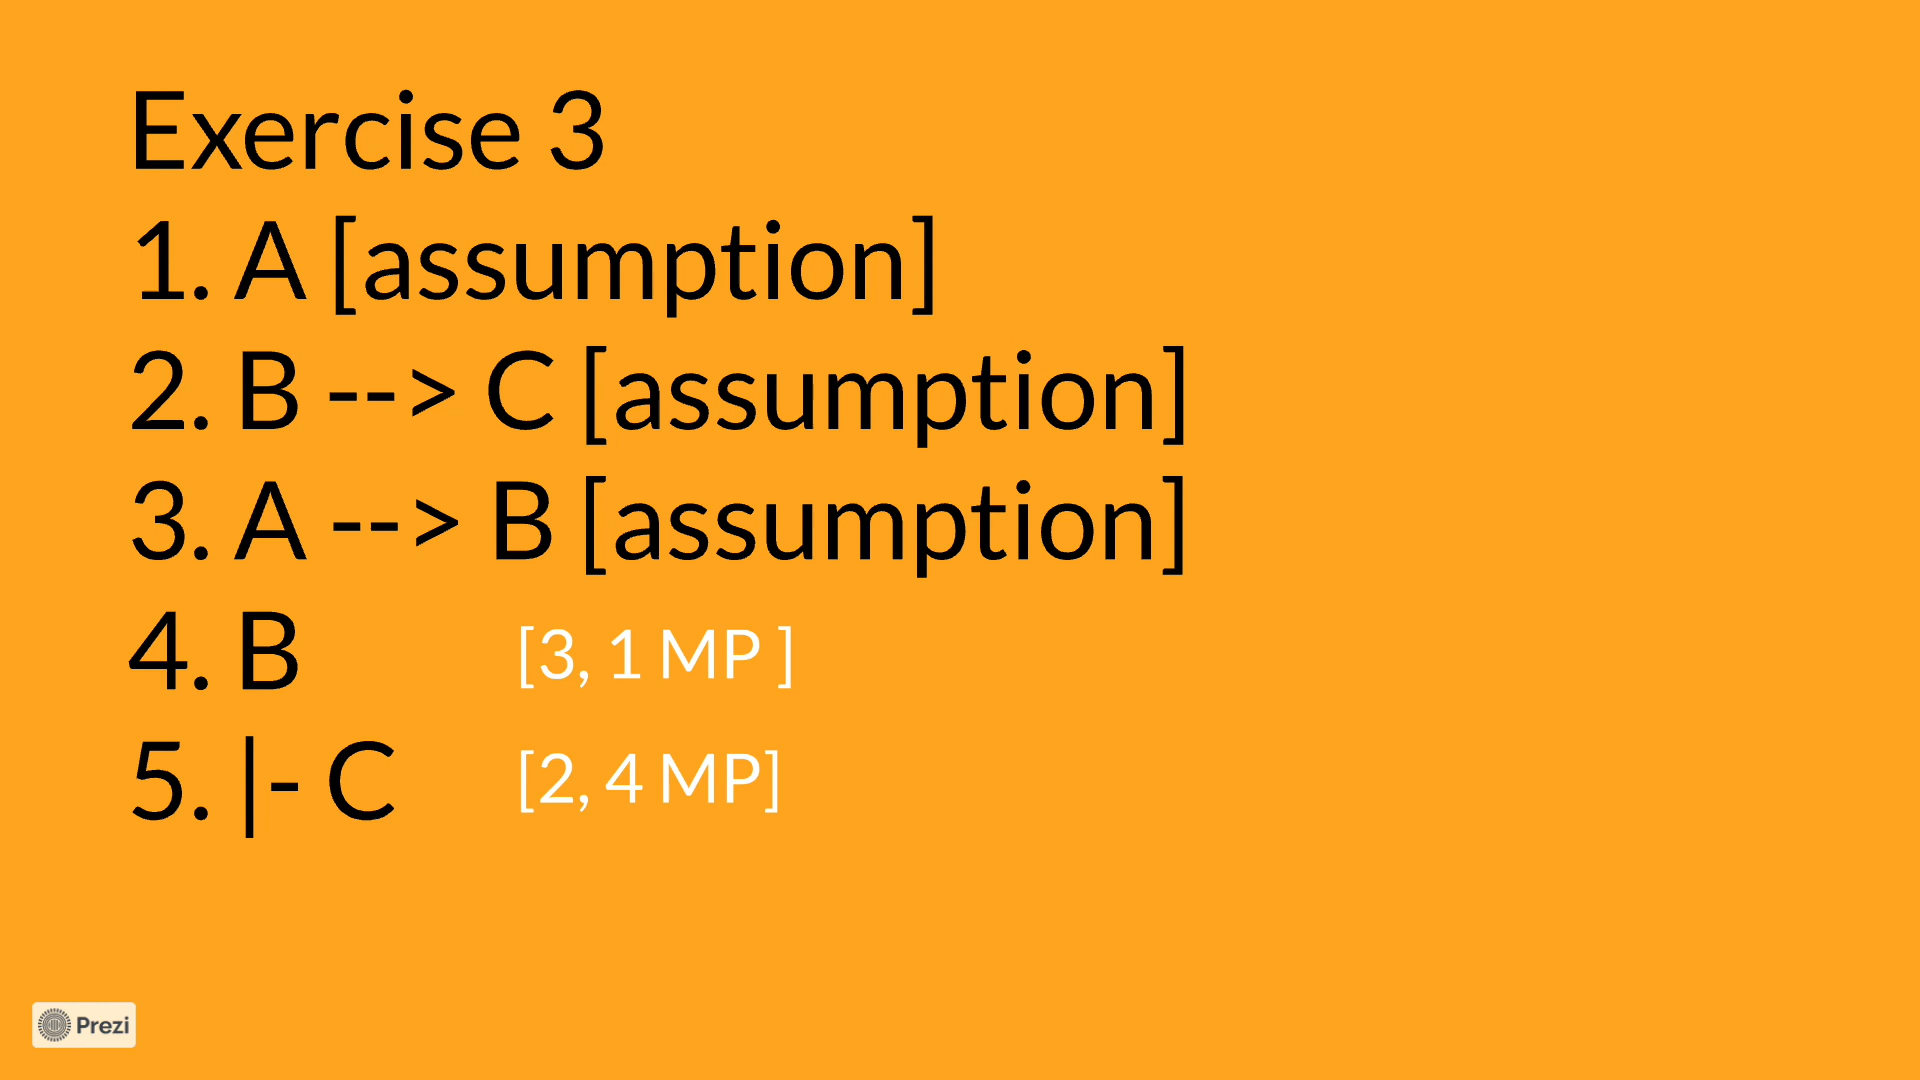 Exercise 3
1. A [assumption]
2. B --> C [assumption]
3. A --> B [assumption]
4. B [3, 1 MP ]
5. |- C [2, 4 MP]
Prezi